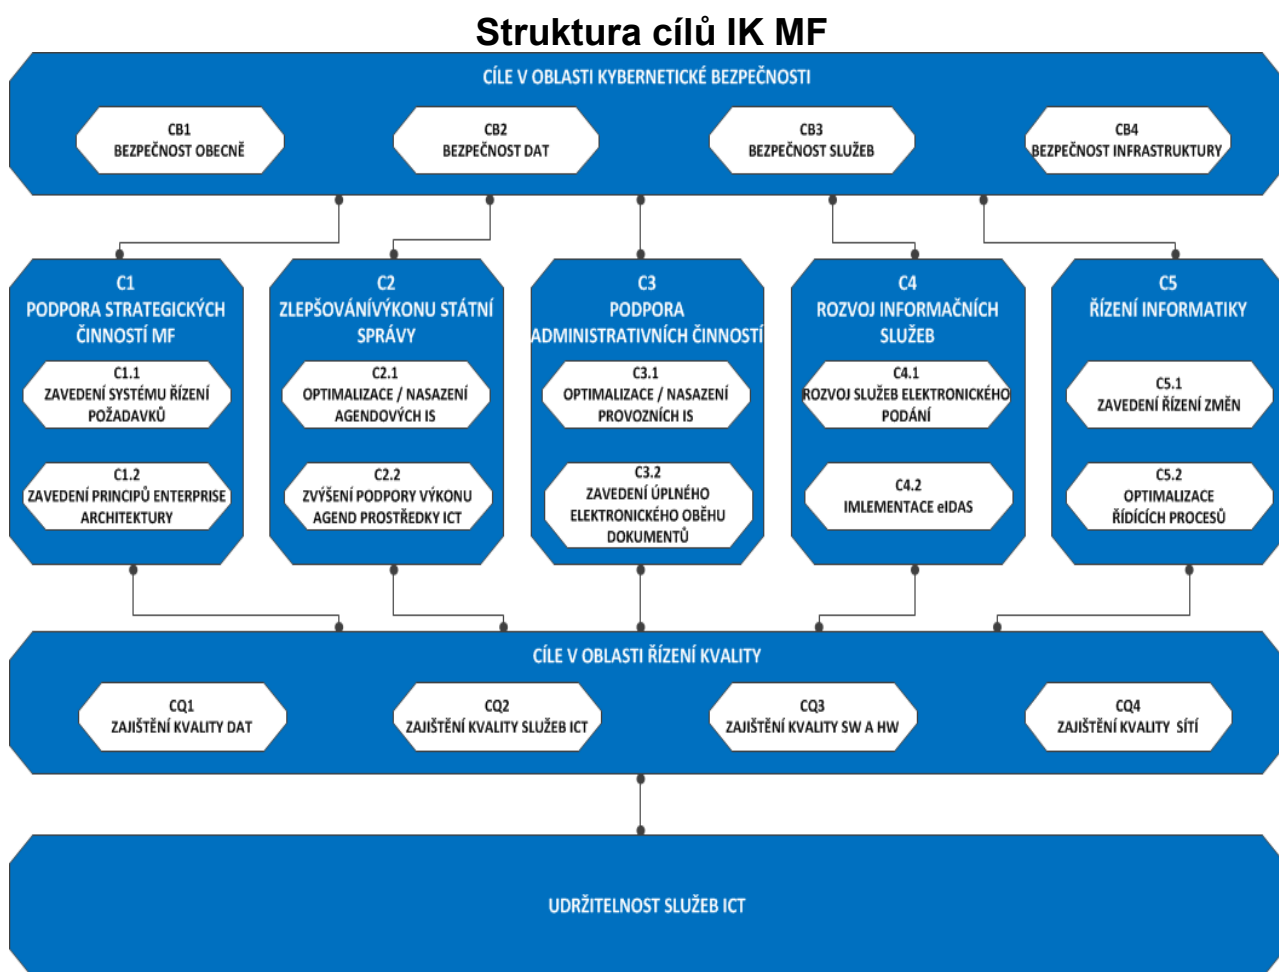 Struktura cílů IK MF
CÍLE V OBLASTI KYBERNETICKÉ BEZPEČNOSTI
CB1
BEZPEČNOST OBECNĚ
CB2
BEZPEČNOST DAT
CB3
BEZPEČNOST SLUŽEB
CB4
BEZPEČNOST INFRASTRUKTURY
C1
PODPORA STRATEGICKÝCH
ČINNOSTÍ MF
C1.1
ZAVEDENÍ SYSTÉMU ŘÍZENÍ
POŽADAVKŮ
C1.2
ZAVEDENÍ PRINCIPŮ ENTERPRISE
ARCHITEKTURY
C2
ZLEPŠOVÁNÍVÝKONU STÁTNÍ
SPRÁVY
C2.1
OPTIMALIZACE / NASAZENÍ
AGENDOVÝCH IS
C2.2
ZVÝŠENÍ PODPORY VÝKONU
AGEND PROSTŘEDKY ICT
C3
PODPORA
ADMINISTRATIVNÍCH ČINNOSTÍ
C3.1
OPTIMALIZACE / NASAZENÍ
PROVOZNÍCH IS
C3.2
ZAVEDENÍ ÚPLNÉHO
ELEKTRONICKÉHO OBĚHU
DOKUMENTŮ
C4
ROZVOJ INFORMAČNÍCH
SLUŽEB
C4.1
ROZVOJ SLUŽEB ELEKTRONICKÉHO
PODÁNÍ
C4.2
IMLEMENTACE eIDAS
C5
ŘÍZENÍ INFORMATIKY
C5.1
ZAVEDENÍ ŘÍZENÍ ZMĚN
C5.2
OPTIMALIZACE
ŘÍDÍCÍCH PROCESŮ
CÍLE V OBLASTI ŘÍZENÍ KVALITY
CQ1
ZAJIŠTĚNÍ KVALITY DAT
CQ2
ZAJIŠTĚNÍ KVALITY SLUŽEB ICT
CQ3
ZAJIŠTĚNÍ KVALITY SW A HW
CQ4
ZAJIŠTĚNÍ KVALITY SÍTÍ
UDRŽITELNOST SLUŽEB ICT